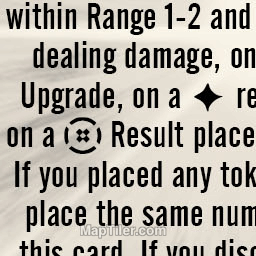 within Range 1-2 and
dealing damage, on
Upgrade, on a re
on a Result place
If you placed any tok
place the same num
MapTiler.com
this card. If you disc